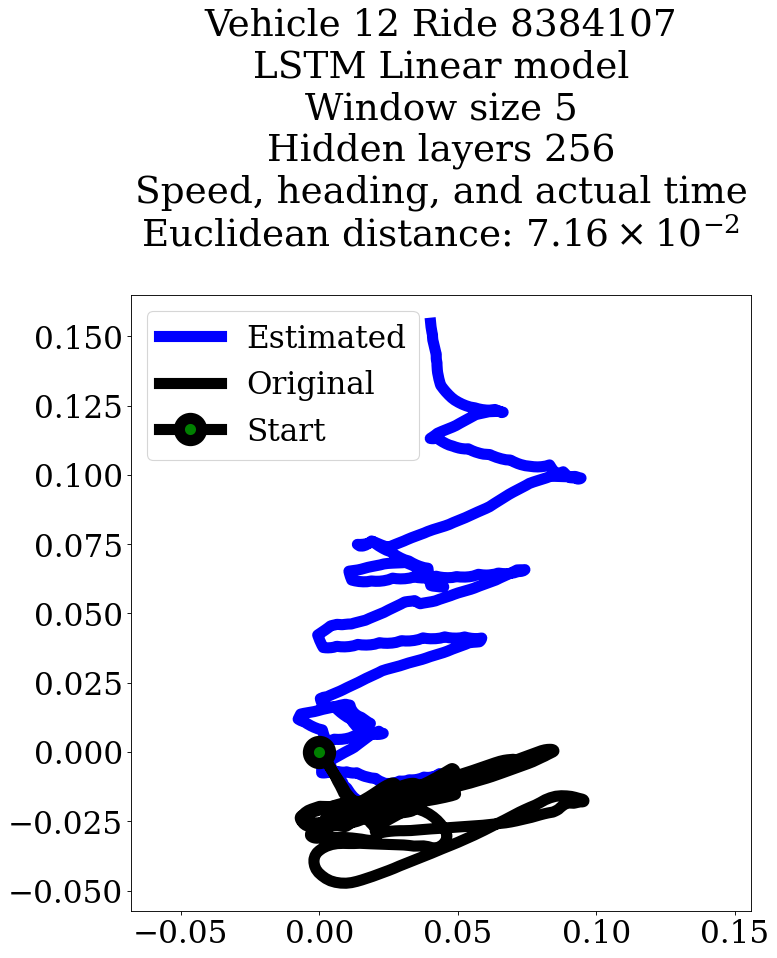 Vehicle 12 Ride 8384107
LSTM Linear model
Window size 5
Hidden layers 256
Speed, heading, and actual time
Euclidean distance: 7.16 × 10⁻²
Estimated
Original
Start
0.150
0.125
0.100
0.075
0.050
0.025
0.000
−0.025
−0.050
−0.05 0.00 0.05 0.10 0.15